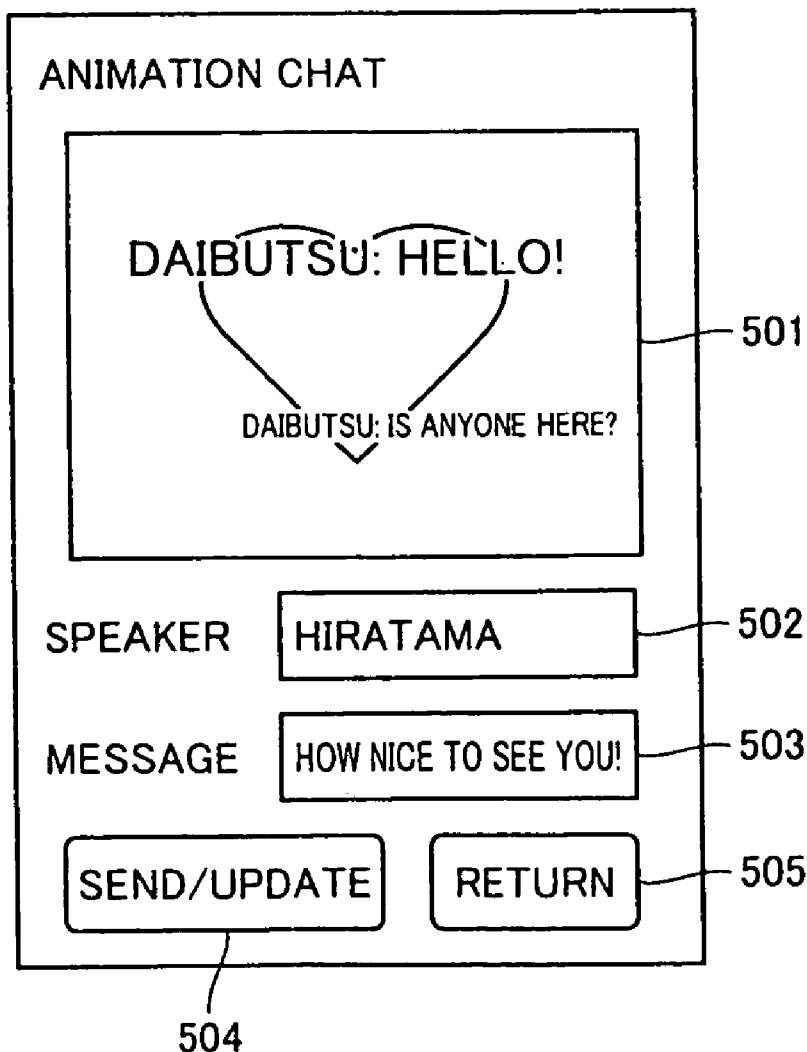 ANIMATION CHAT
DAIBUTSU: HELLO!
501
DAIBUTSU: IS ANYONE HERE?
SPEAKER HIRATAMA 502
MESSAGE HOW NICE TO SEE YOU! 503
SEND/UPDATE RETURN 505
504